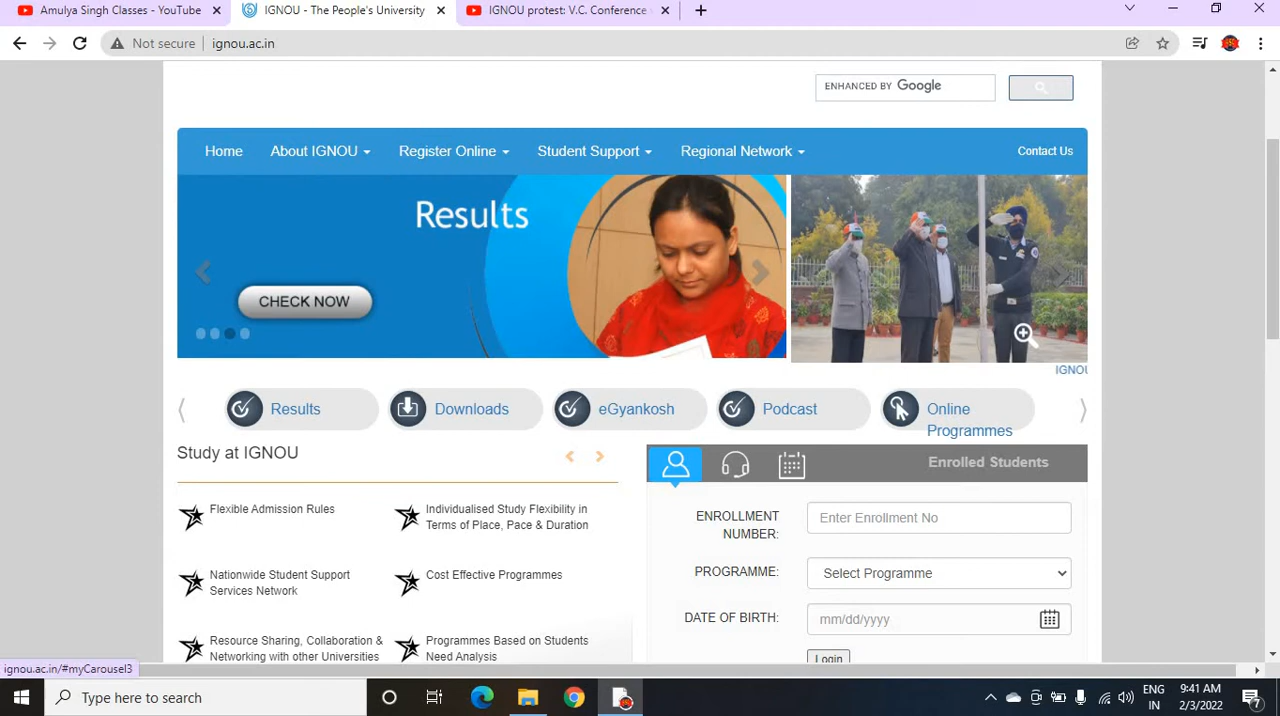 Amulya Singh Classes - YouTube
IGNOU - The People's University
IGNOU protest: V.C. Conference
Not secure
ignou.ac.in
ENHANCED BY Google
Home
About IGNOU
Register Online
Student Support
Regional Network
Contact Us
Results
CHECK NOW
IGNOU
Results
Downloads
eGyankosh
Podcast
Online
Programmes
Study at IGNOU
Flexible Admission Rules
Individualised Study Flexibility in
Terms of Place, Pace & Duration
Nationwide Student Support
Services Network
Cost Effective Programmes
Resource Sharing, Collaboration &
Networking with other Universities
Programmes Based on Students
Need Analysis
Enrolled Students
ENROLLMENT
NUMBER:
Enter Enrollment No
PROGRAMME:
Select Programme
DATE OF BIRTH:
mm/dd/yyyy
Login
ignou.ac.in/#myCarousel3
Type here to search
ENG
IN
9:41 AM
2/3/2022
7